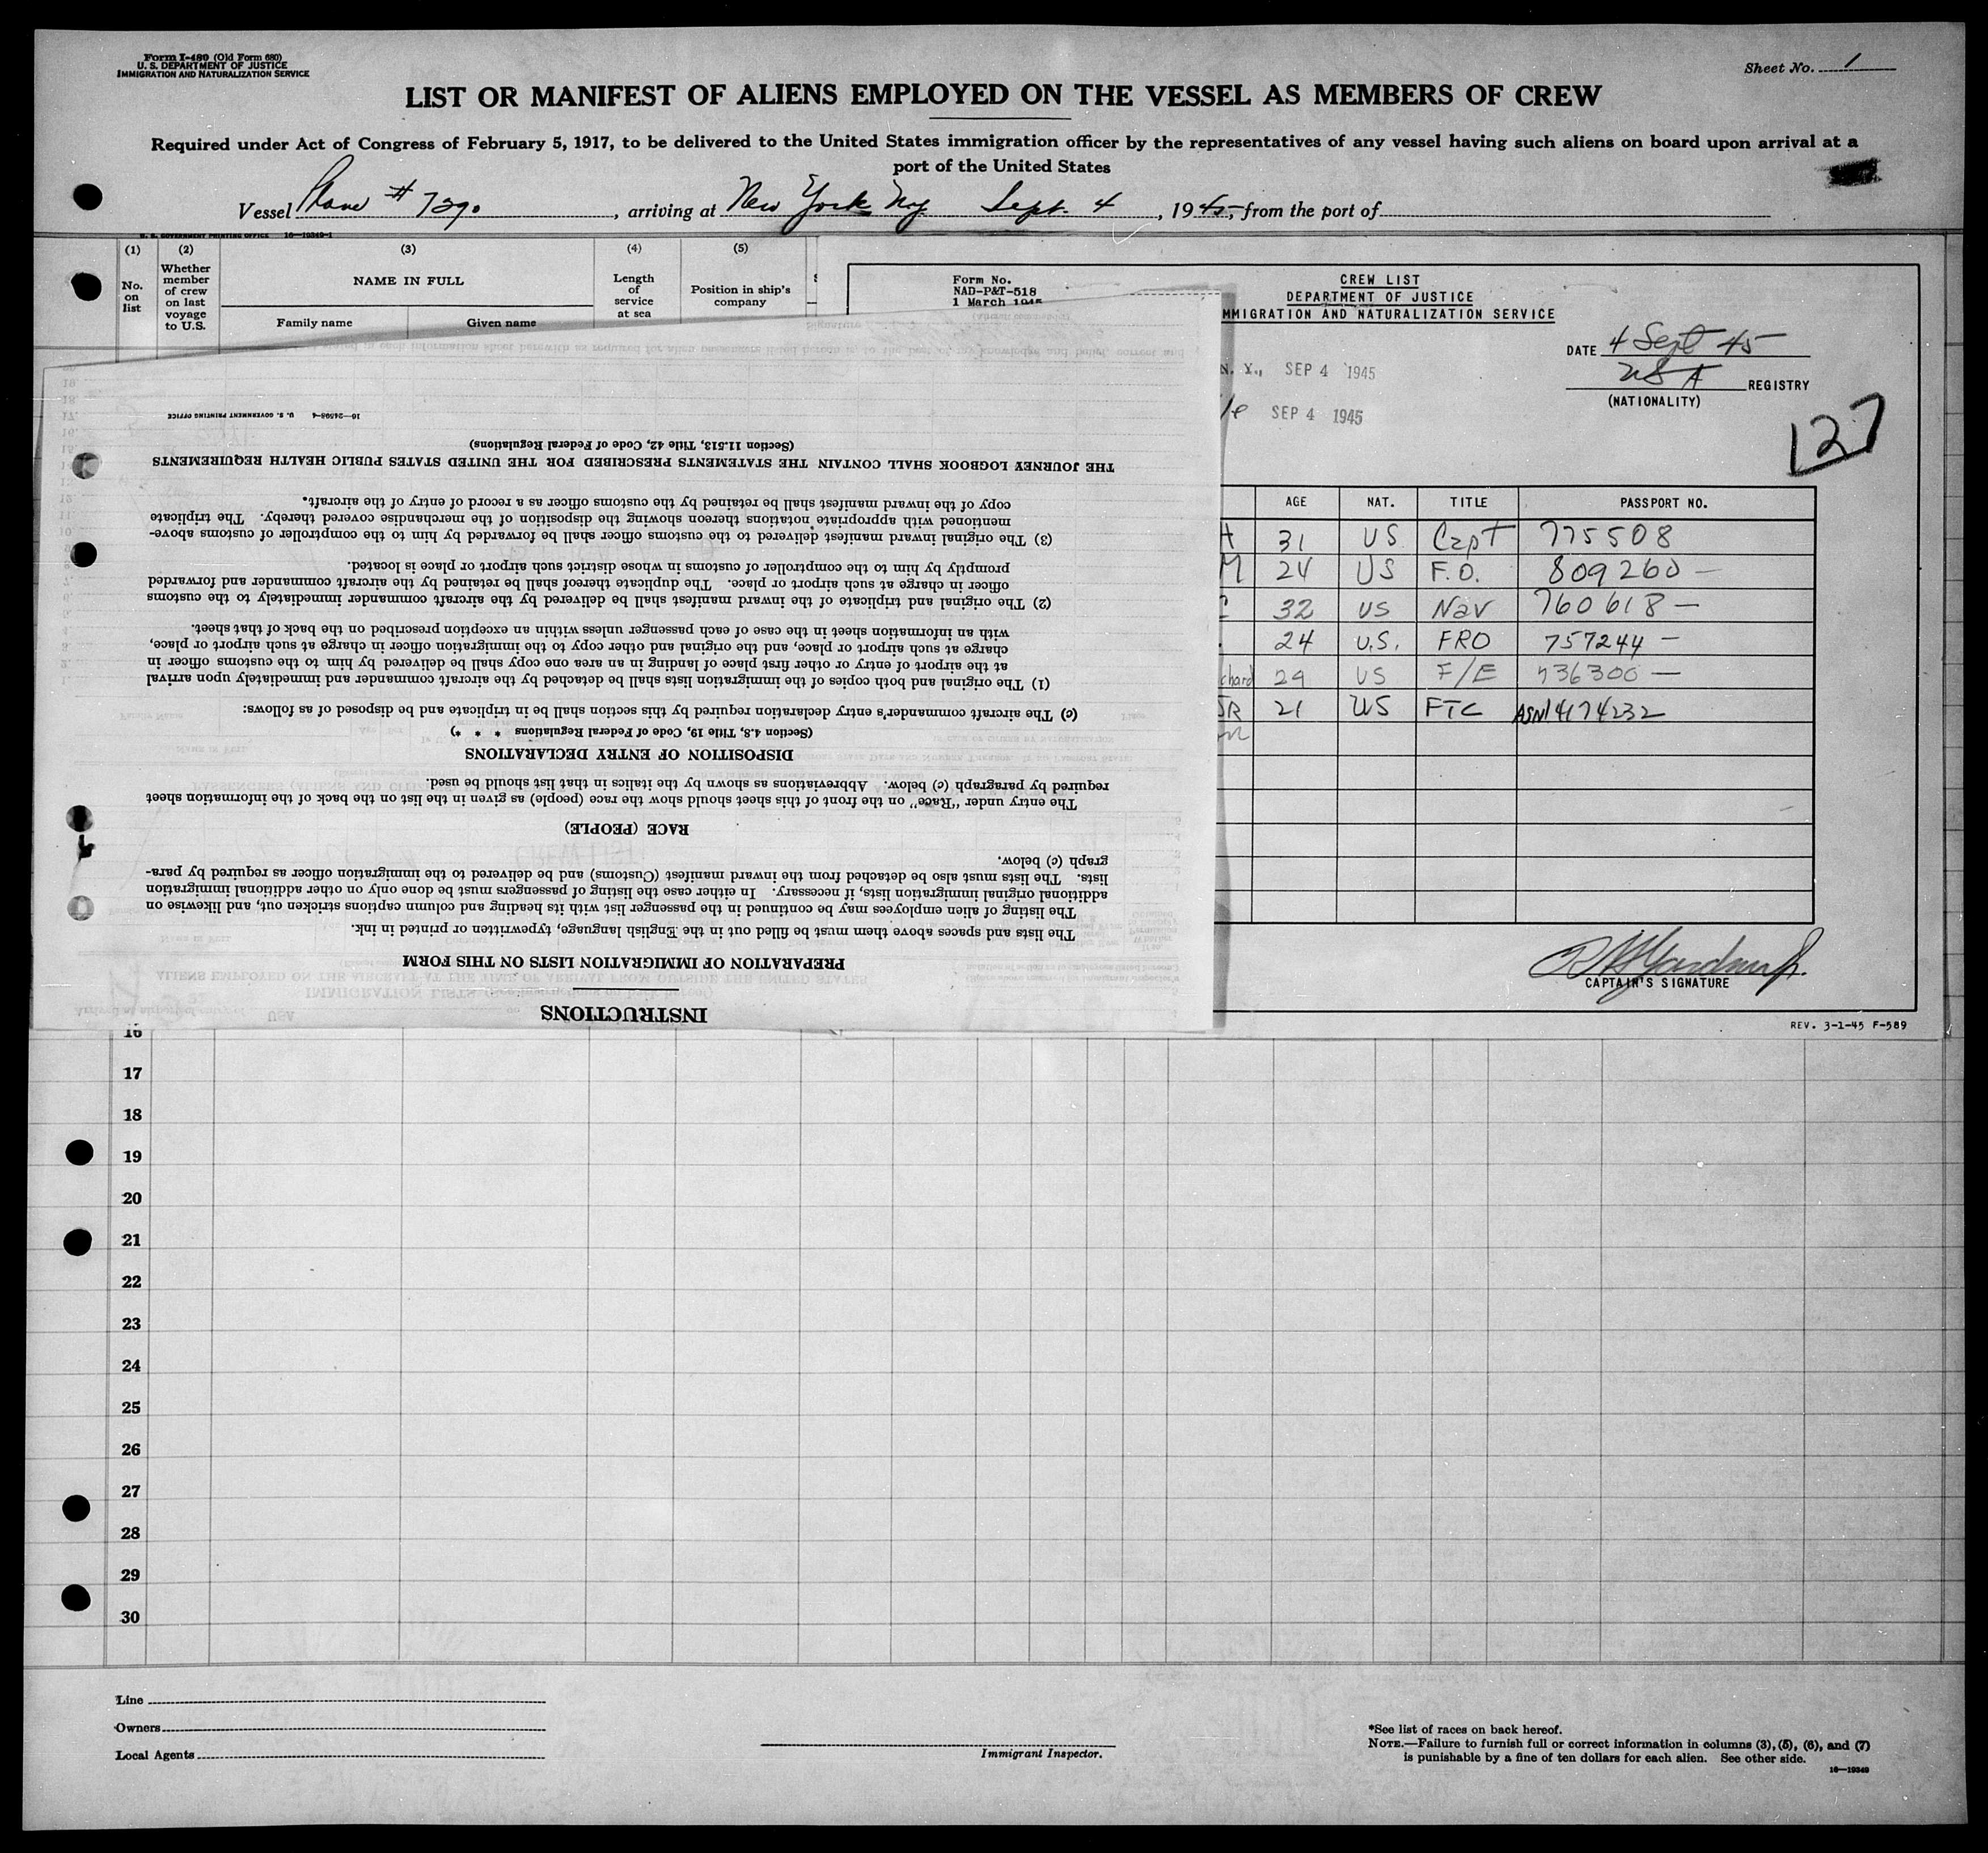 Form I-480 (Old Form 680)
U. S. DEPARTMENT OF JUSTICE
IMMIGRATION AND NATURALIZATION SERVICE
Sheet No. 1
LIST OR MANIFEST OF ALIENS EMPLOYED ON THE VESSEL AS MEMBERS OF CREW
Required under Act of Congress of February 5, 1917, to be delivered to the United States immigration officer by the representatives of any vessel having such aliens on board upon arrival at a
port of the United States
Vessel Plane # 7290, arriving at New York Ny Sept. 4, 1945, from the port of
U. S. GOVERNMENT PRINTING OFFICE 16—19349-1
(1) (2) (3) (4) (5)
No. on list
Whether member of crew on last voyage to U.S.
NAME IN FULL
Family name Given name
Length of service at sea
Position in ship's company
Form No.
NAD-P&T-518
1 March 1945
CREW LIST
DEPARTMENT OF JUSTICE
IMMIGRATION AND NATURALIZATION SERVICE
DATE 4 Sept 45
USA REGISTRY
(NATIONALITY)
N. Y., SEP 4 1945
SEP 4 1945
127
AGE NAT. TITLE PASSPORT NO.
H 31 US Capt 775508
M 24 US F.O. 809260 —
32 US Nav 760618 —
24 U.S. FRO 757244 —
chard 29 US F/E 736300 —
JR 21 US FTC ASN14174232
CAPTAIN'S SIGNATURE
REV. 3-1-45 F-589
INSTRUCTIONS
PREPARATION OF IMMIGRATION LISTS ON THIS FORM
The lists and spaces above them must be filled out in the English language, typewritten or printed in ink.
The listing of alien employees may be continued in the passenger list with its heading and column captions stricken out, and likewise on
additional original immigration lists, if necessary. In either case the listing of passengers must be done only on other additional immigration
lists. The lists must also be detached from the inward manifest (Customs) and be delivered to the immigration officer as required by para-
graph (c) below.
RACE (PEOPLE)
The entry under "Race" on the front of this sheet should show the race (people) as given in the list on the back of the information sheet
required by paragraph (c) below. Abbreviations as shown by the italics in that list should be used.
DISPOSITION OF ENTRY DECLARATIONS
(Section 4.8, Title 19, Code of Federal Regulations * * *)
(c) The aircraft commander's entry declaration required by this section shall be in triplicate and be disposed of as follows:
(1) The original and both copies of the immigration lists shall be detached by the aircraft commander and immediately upon arrival
at the airport of entry or other first place of landing in an area one copy shall be delivered by him to the customs officer in
charge at such airport or place, and the original and other copy to the immigration officer in charge at such airport or place,
with an information sheet in the case of each passenger unless within an exception prescribed on the back of that sheet.
(2) The original and triplicate of the inward manifest shall be delivered by the aircraft commander immediately to the customs
officer in charge at such airport or place. The duplicate thereof shall be retained by the aircraft commander and forwarded
promptly by him to the comptroller of customs in whose district such airport or place is located.
(3) The original inward manifest delivered to the customs officer shall be forwarded by him to the comptroller of customs above-
mentioned with appropriate notations thereon showing the disposition of the merchandise covered thereby. The triplicate
copy of the inward manifest shall be retained by the customs officer as a record of entry of the aircraft.
THE JOURNEY LOGBOOK SHALL CONTAIN THE STATEMENTS PRESCRIBED FOR THE UNITED STATES PUBLIC HEALTH REQUIREMENTS
(Section 11.513, Title 42, Code of Federal Regulations)
16—24598-4 U. S. GOVERNMENT PRINTING OFFICE
16
17
18
19
20
21
22
23
24
25
26
27
28
29
30
Line
Owners
Local Agents
Immigrant Inspector.
*See list of races on back hereof.
NOTE.—Failure to furnish full or correct information in columns (3), (5), (6), and (7)
is punishable by a fine of ten dollars for each alien. See other side.
16—19349